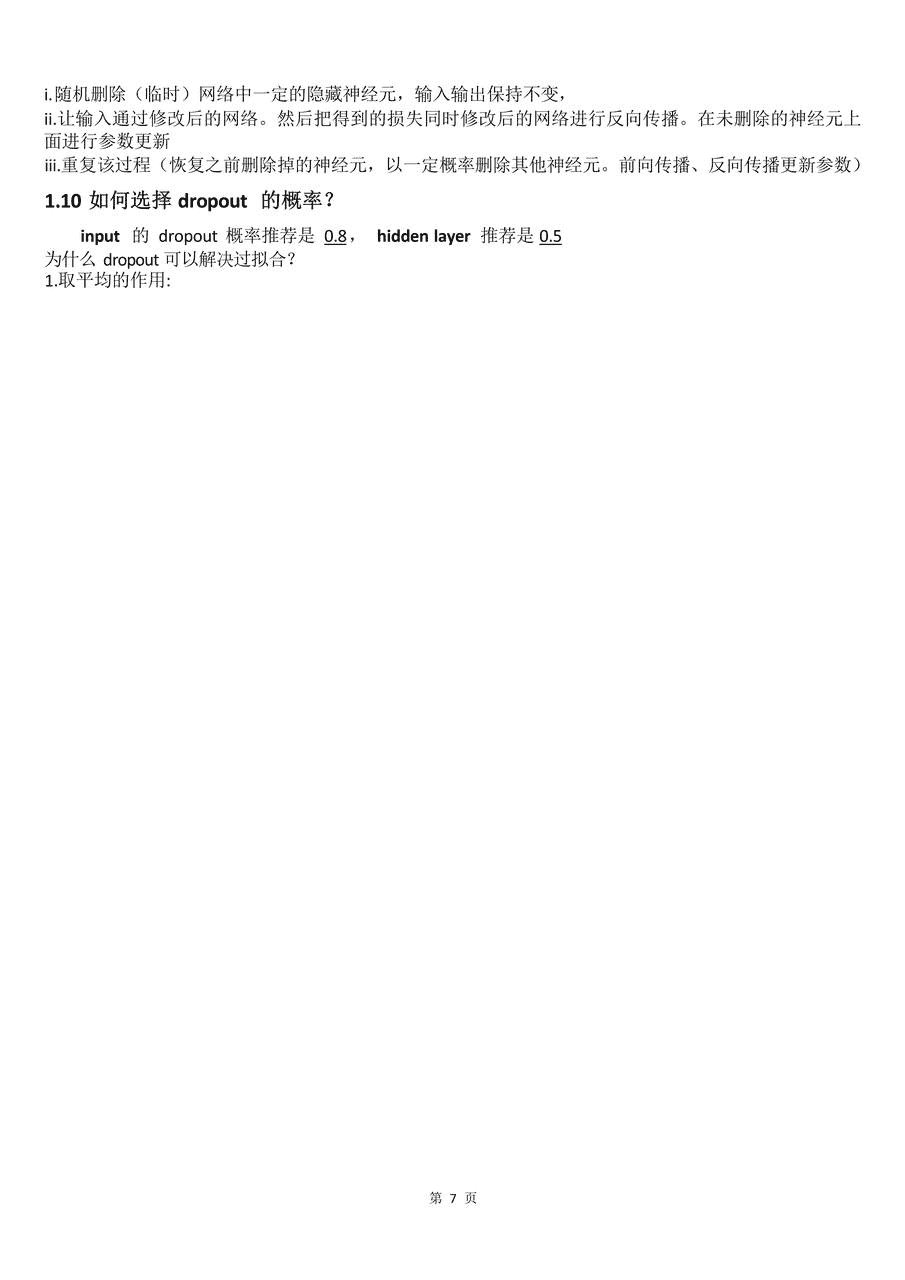 i.随机删除（临时）网络中一定的隐藏神经元，输入输出保持不变，
ii.让输入通过修改后的网络。然后把得到的损失同时修改后的网络进行反向传播。在未删除的神经元上
面进行参数更新
iii.重复该过程（恢复之前删除掉的神经元，以一定概率删除其他神经元。前向传播、反向传播更新参数）
1.10 如何选择 dropout 的概率？
input 的 dropout 概率推荐是 0.8， hidden layer 推荐是 0.5
为什么 dropout 可以解决过拟合？
1.取平均的作用:
第 7 页